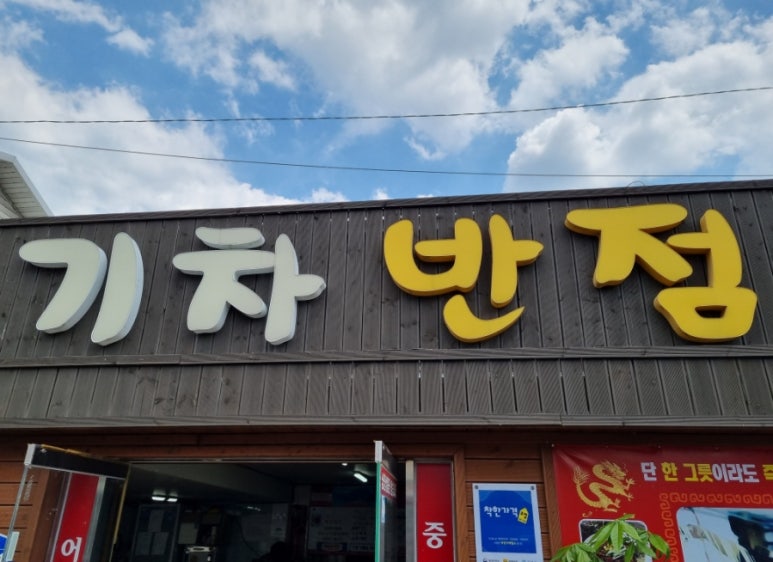 기차 반점
단 한 그릇이라도
착한가격
어
중